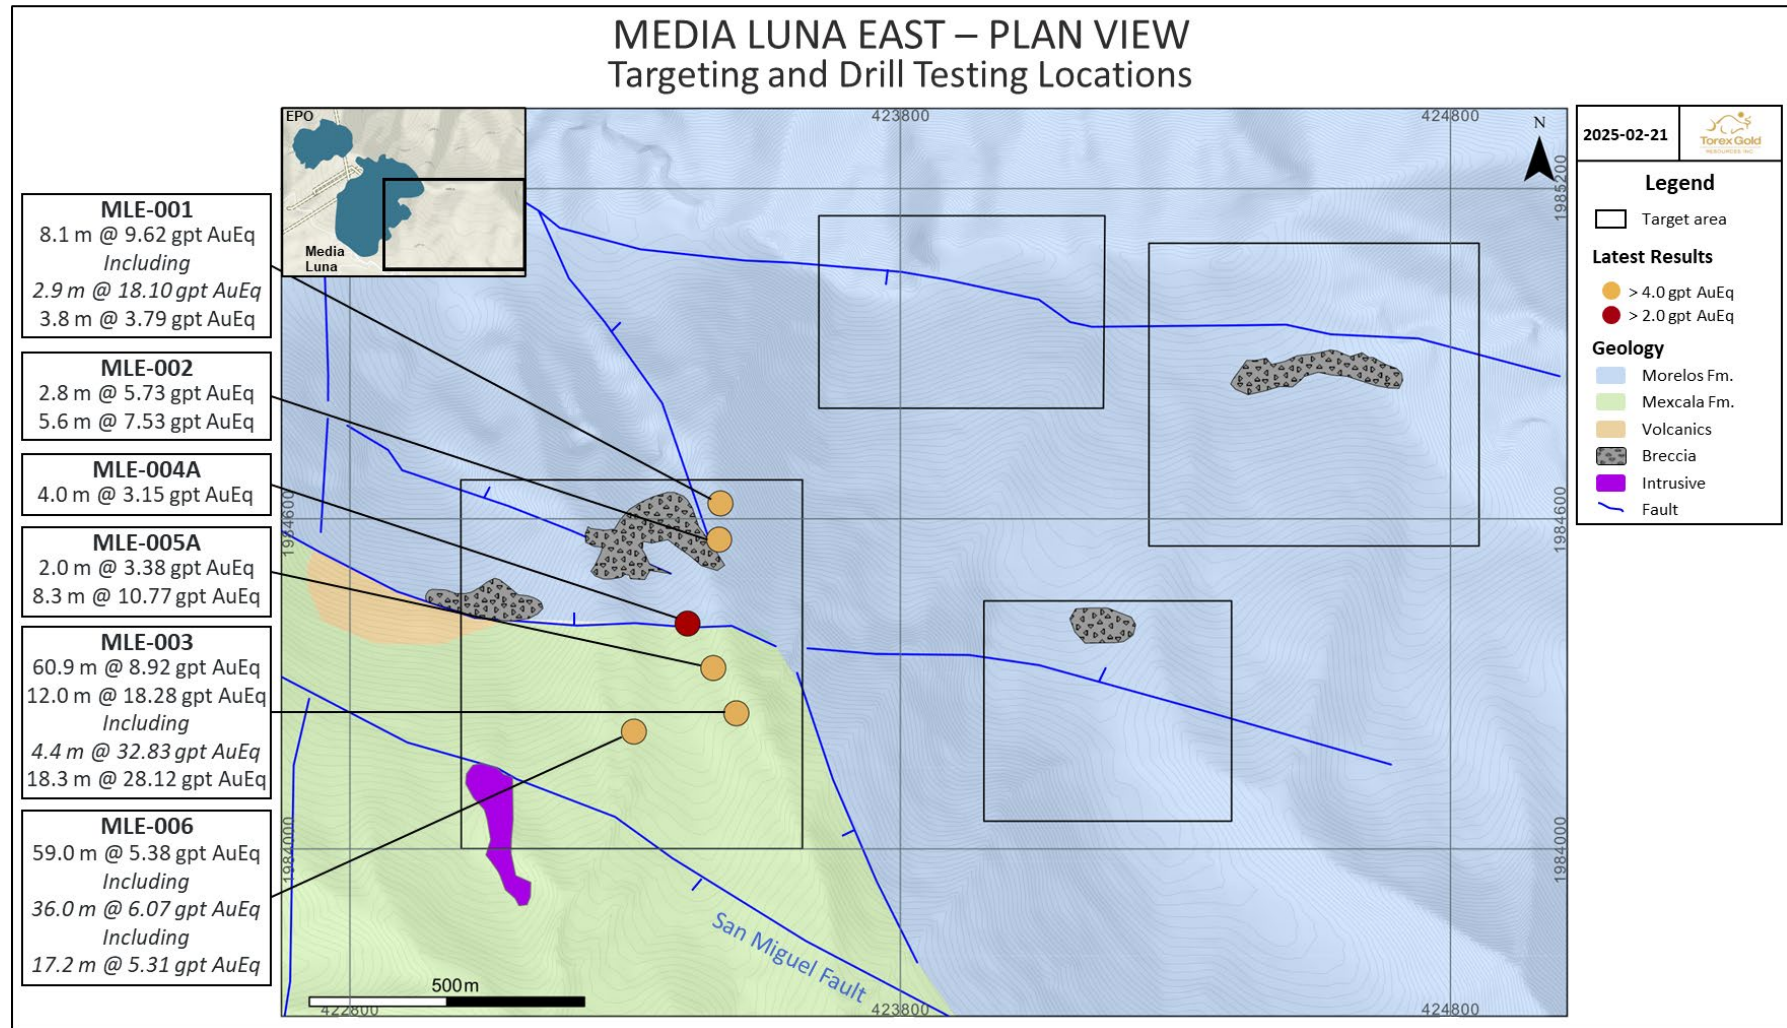 MEDIA LUNA EAST – PLAN VIEW
Targeting and Drill Testing Locations
EPO
Media
Luna
423800
424800
N
1985200
2025-02-21
Torex Gold
RESOURCES INC.
Legend
Target area
Latest Results
> 4.0 gpt AuEq
> 2.0 gpt AuEq
Geology
Morelos Fm.
Mexcala Fm.
Volcanics
Breccia
Intrusive
Fault
MLE-001
8.1 m @ 9.62 gpt AuEq
Including
2.9 m @ 18.10 gpt AuEq
3.8 m @ 3.79 gpt AuEq
MLE-002
2.8 m @ 5.73 gpt AuEq
5.6 m @ 7.53 gpt AuEq
MLE-004A
4.0 m @ 3.15 gpt AuEq
MLE-005A
2.0 m @ 3.38 gpt AuEq
8.3 m @ 10.77 gpt AuEq
MLE-003
60.9 m @ 8.92 gpt AuEq
12.0 m @ 18.28 gpt AuEq
Including
4.4 m @ 32.83 gpt AuEq
18.3 m @ 28.12 gpt AuEq
MLE-006
59.0 m @ 5.38 gpt AuEq
Including
36.0 m @ 6.07 gpt AuEq
Including
17.2 m @ 5.31 gpt AuEq
1984600
1984600
1984000
1984000
San Miguel Fault
500m
422800
423800
424800